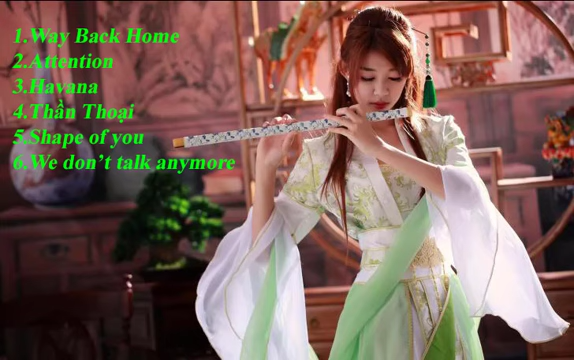 1.Way Back Home
2.Attention
3.Havana
4.Thần Thoại
5.Shape of you
6.We don’t talk anymore